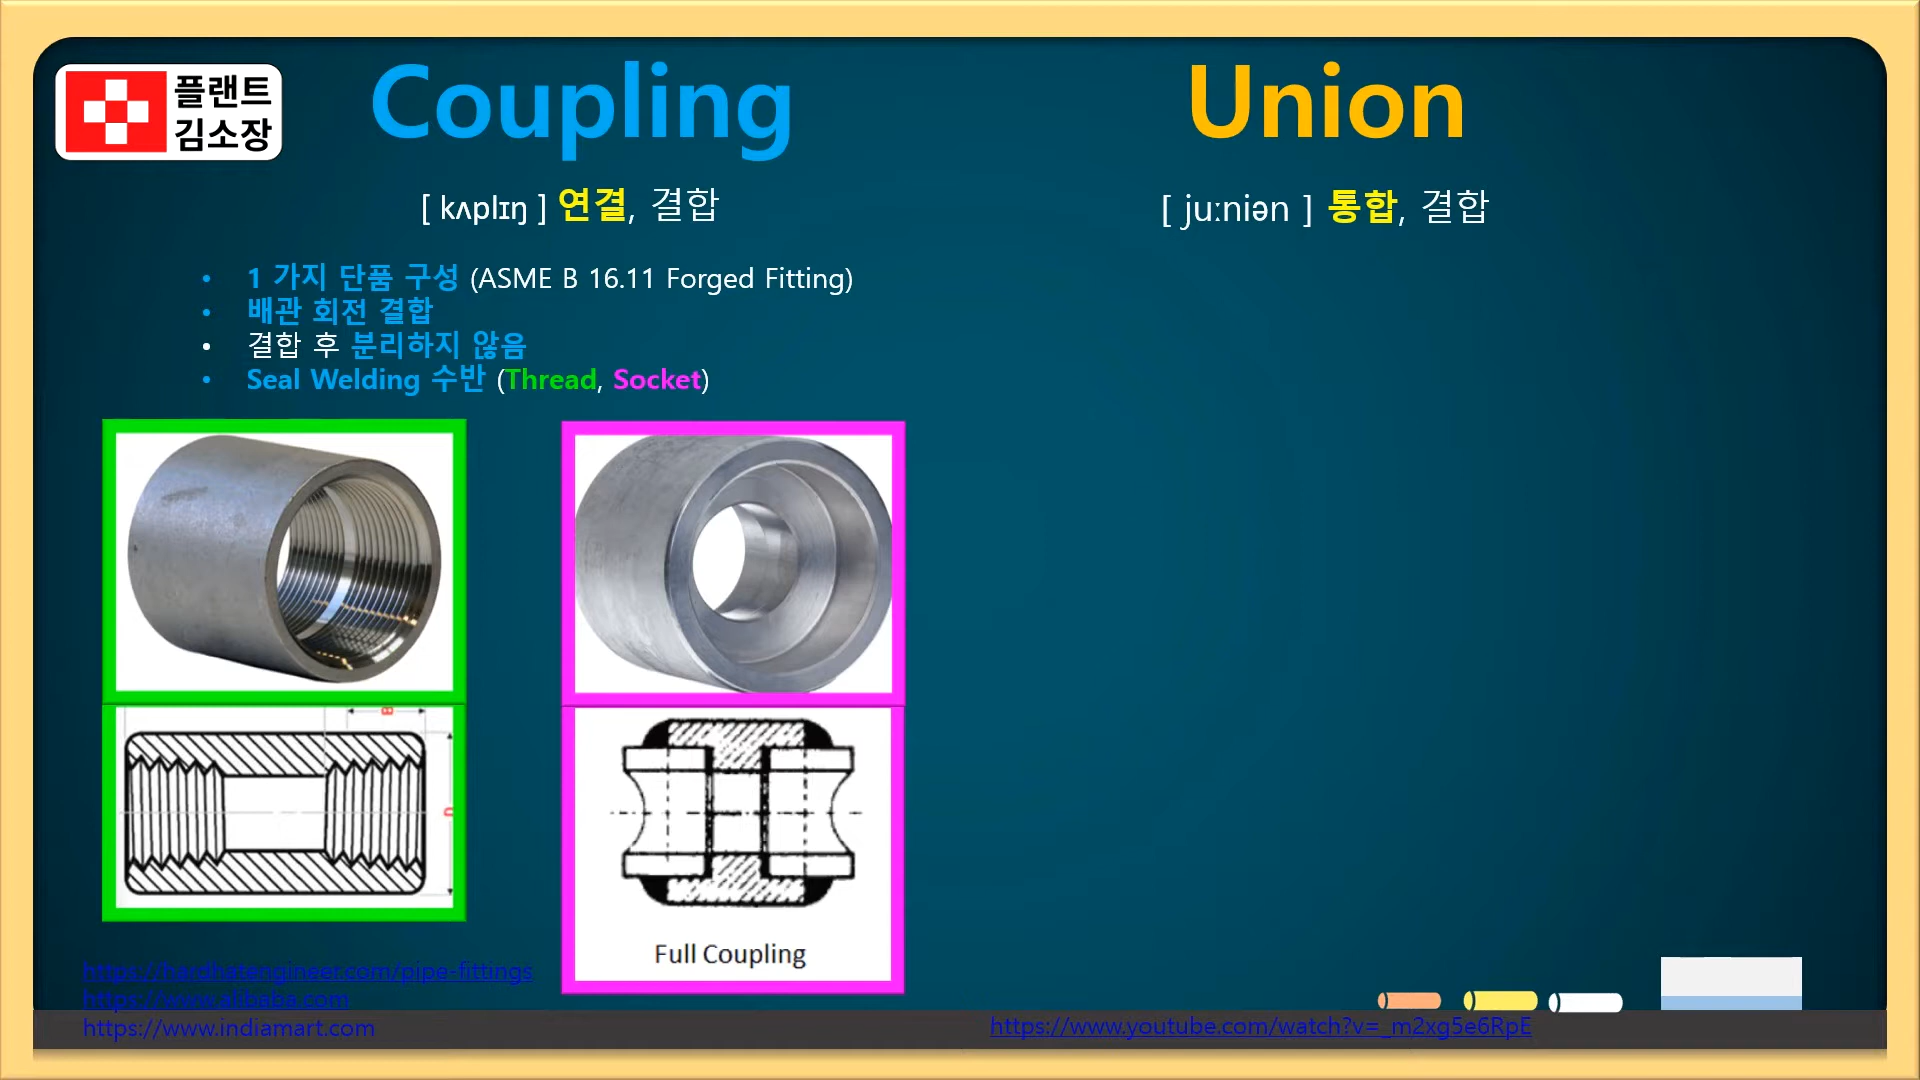 플랜트
김소장
Coupling
[ kʌplɪŋ ] 연결, 결합
• 1 가지 단품 구성 (ASME B 16.11 Forged Fitting)
• 배관 회전 결합
• 결합 후 분리하지 않음
• Seal Welding 수반 (Thread, Socket)
B
D
Full Coupling
https://hardhatengineer.com/pipe-fittings
https://www.alibaba.com
https://www.indiamart.com
Union
[ juːniən ] 통합, 결합
https://www.youtube.com/watch?v=_m2xg5e6RpE